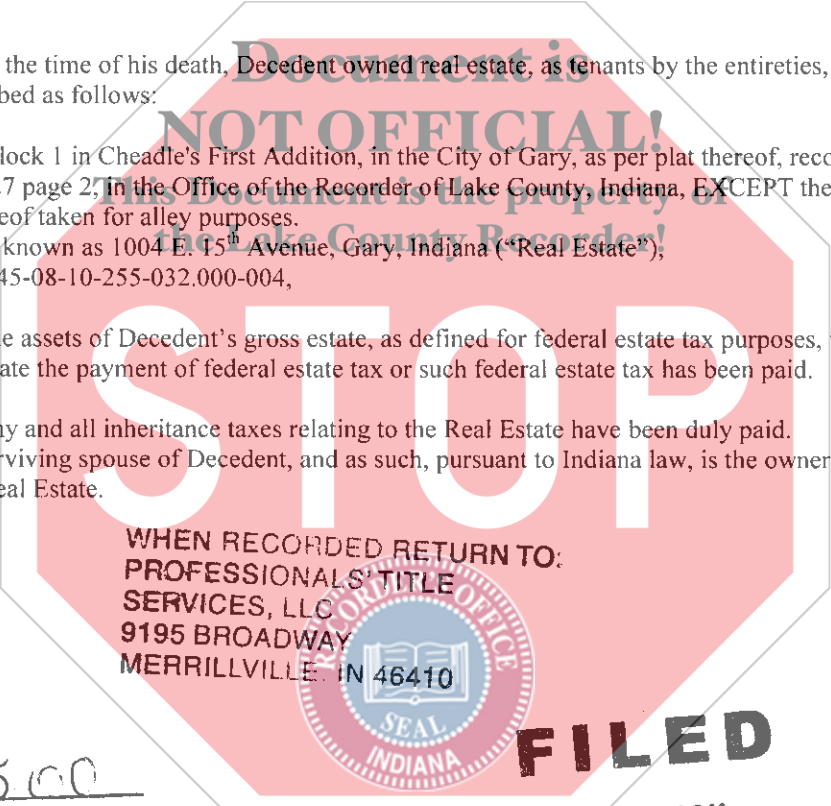 the time of his death, Decedent owned real estate, as tenants by the entireties,
bed as follows:
Document is
NOT OFFICIAL!
This Document is the property of
the Lake County Recorder!
lock 1 in Cheadle's First Addition, in the City of Gary, as per plat thereof, reco
7 page 2, in the Office of the Recorder of Lake County, Indiana, EXCEPT the
eof taken for alley purposes.
known as 1004 E. 15th Avenue, Gary, Indiana ("Real Estate"),
45-08-10-255-032.000-004,
e assets of Decedent's gross estate, as defined for federal estate tax purposes,
ate the payment of federal estate tax or such federal estate tax has been paid.
ny and all inheritance taxes relating to the Real Estate have been duly paid.
rviving spouse of Decedent, and as such, pursuant to Indiana law, is the owner
eal Estate.
STOP
WHEN RECORDED RETURN TO:
PROFESSIONALS' TITLE
SERVICES, LLC
9195 BROADWAY
MERRILLVILLE, IN 46410
SEAL
INDIANA
FILED